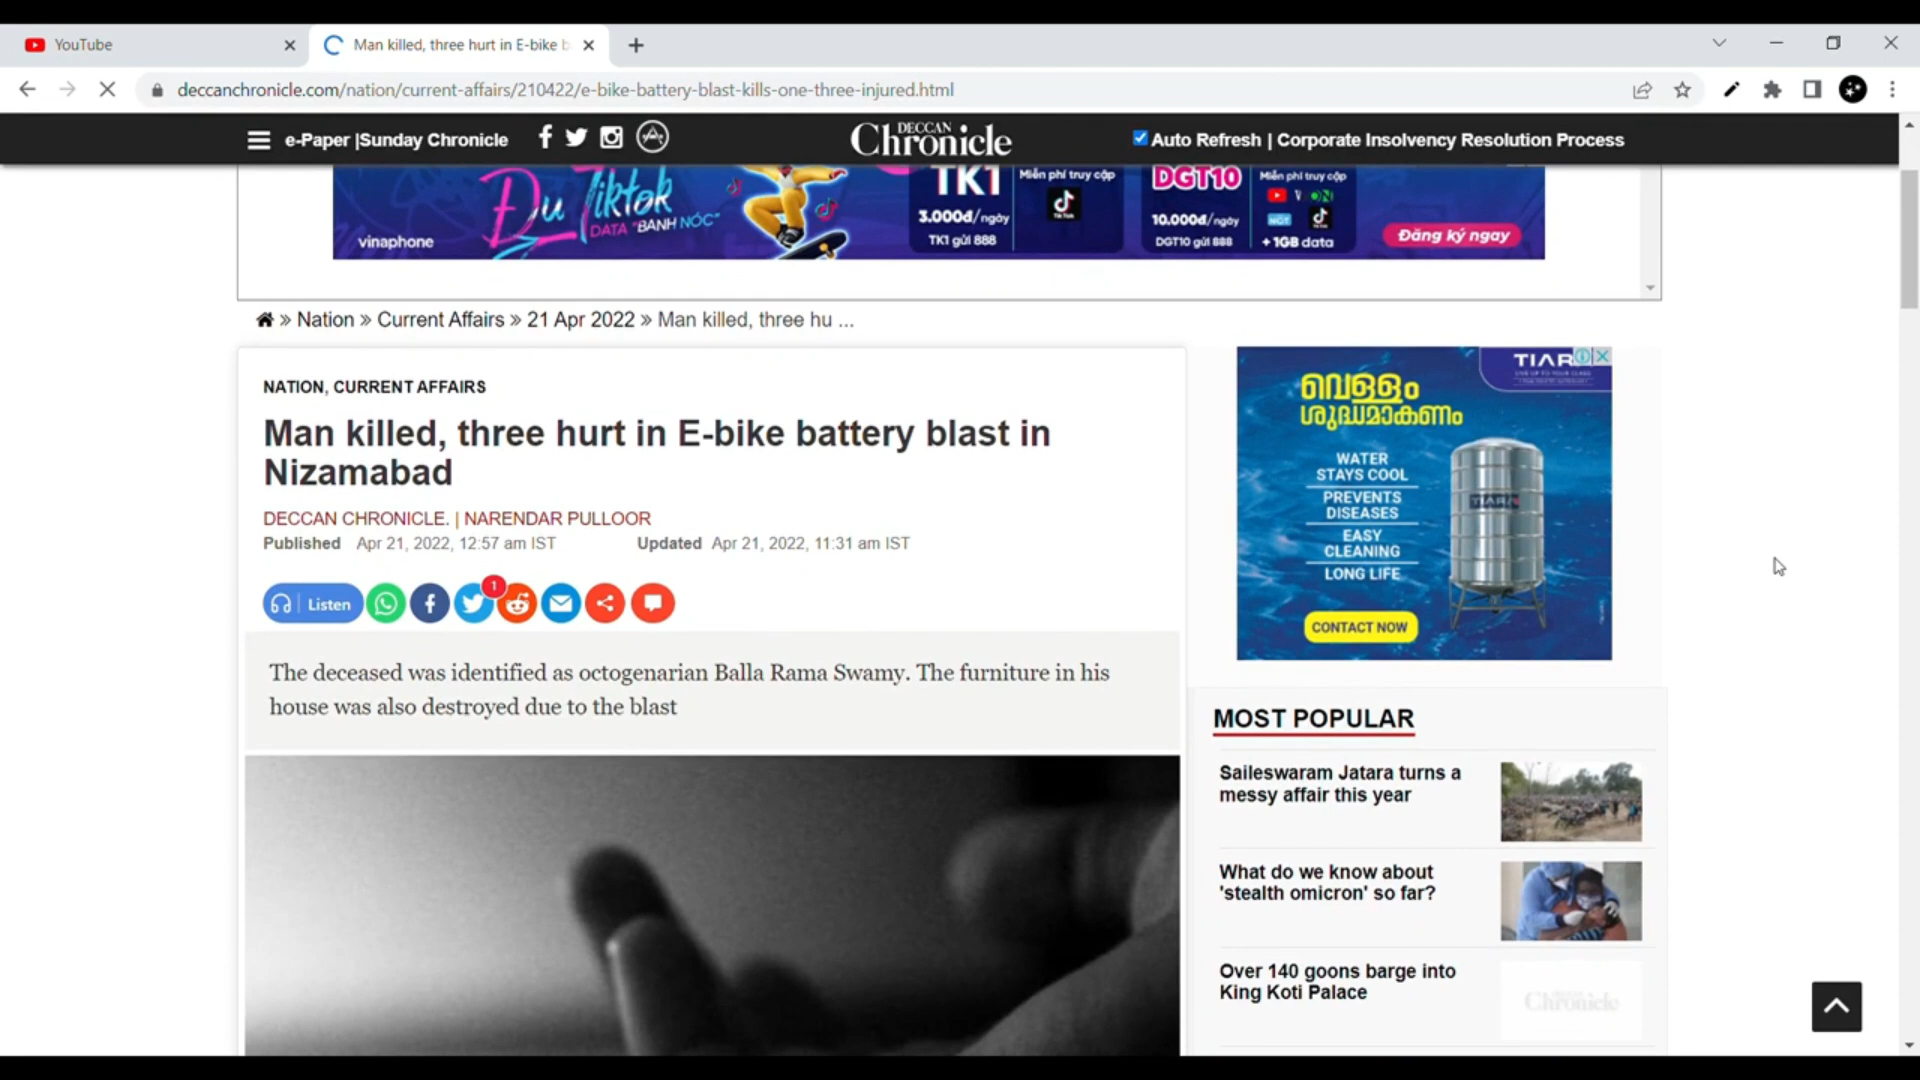 YouTube
Man killed, three hurt in E-bike b
deccanchronicle.com/nation/current-affairs/210422/e-bike-battery-blast-kills-one-three-injured.html
e-Paper |Sunday Chronicle
DECCAN
Chronicle
Auto Refresh | Corporate Insolvency Resolution Process
Du Tiktok
DATA "BANH NÓC"
vinaphone
TK1
3.000đ/ngày
TK1 gửi 888
Miễn phí truy cập
DGT10
10.000đ/ngày
DGT10 gửi 888
Miễn phí truy cập
+ 1GB data
Đăng ký ngay
» Nation » Current Affairs » 21 Apr 2022 » Man killed, three hu ...
NATION, CURRENT AFFAIRS
Man killed, three hurt in E-bike battery blast in
Nizamabad
DECCAN CHRONICLE. | NARENDAR PULLOOR
Published Apr 21, 2022, 12:57 am IST Updated Apr 21, 2022, 11:31 am IST
Listen
1
The deceased was identified as octogenarian Balla Rama Swamy. The furniture in his
house was also destroyed due to the blast
വെള്ളം
ശുദ്ധമാകണം
WATER
STAYS COOL
PREVENTS
DISEASES
EASY
CLEANING
LONG LIFE
CONTACT NOW
TIARA
MOST POPULAR
Saileswaram Jatara turns a
messy affair this year
What do we know about
'stealth omicron' so far?
Over 140 goons barge into
King Koti Palace
Chronicle